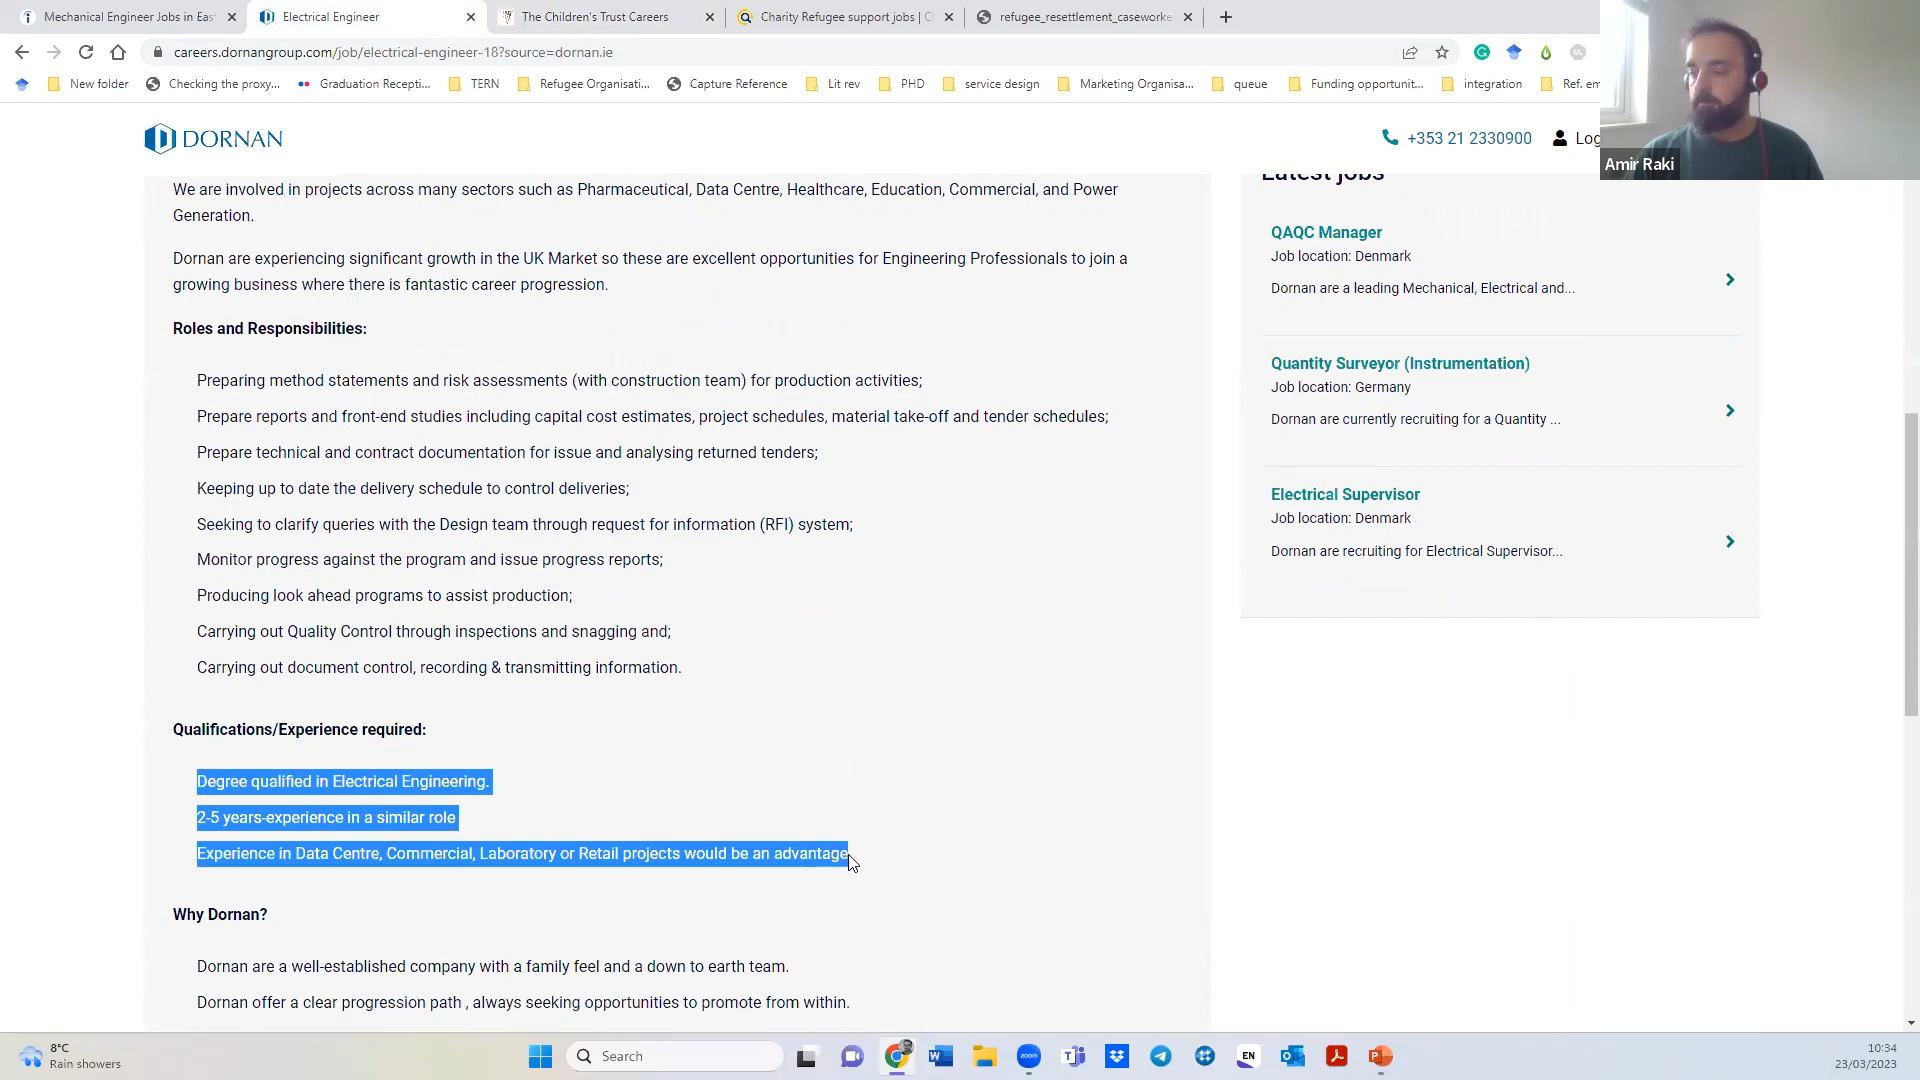 Mechanical Engineer Jobs in Eas
Electrical Engineer
The Children's Trust Careers
Charity Refugee support jobs | C
refugee_resettlement_caseworke
careers.dornangroup.com/job/electrical-engineer-18?source=dornan.ie
New folder
Checking the proxy...
Graduation Recepti...
TERN
Refugee Organisati...
Capture Reference
Lit rev
PHD
service design
Marketing Organisa...
queue
Funding opportunit...
integration
Ref. em
DORNAN
+353 21 2330900
Log
Amir Raki
We are involved in projects across many sectors such as Pharmaceutical, Data Centre, Healthcare, Education, Commercial, and Power
Generation.
Dornan are experiencing significant growth in the UK Market so these are excellent opportunities for Engineering Professionals to join a
growing business where there is fantastic career progression.
Roles and Responsibilities:
Preparing method statements and risk assessments (with construction team) for production activities;
Prepare reports and front-end studies including capital cost estimates, project schedules, material take-off and tender schedules;
Prepare technical and contract documentation for issue and analysing returned tenders;
Keeping up to date the delivery schedule to control deliveries;
Seeking to clarify queries with the Design team through request for information (RFI) system;
Monitor progress against the program and issue progress reports;
Producing look ahead programs to assist production;
Carrying out Quality Control through inspections and snagging and;
Carrying out document control, recording & transmitting information.
Qualifications/Experience required:
Degree qualified in Electrical Engineering.
2-5 years-experience in a similar role
Experience in Data Centre, Commercial, Laboratory or Retail projects would be an advantage
Why Dornan?
Dornan are a well-established company with a family feel and a down to earth team.
Dornan offer a clear progression path , always seeking opportunities to promote from within.
Latest jobs
QAQC Manager
Job location: Denmark
Dornan are a leading Mechanical, Electrical and...
Quantity Surveyor (Instrumentation)
Job location: Germany
Dornan are currently recruiting for a Quantity ...
Electrical Supervisor
Job location: Denmark
Dornan are recruiting for Electrical Supervisor...
8°C
Rain showers
Search
zoom
EN
10:34
23/03/2023